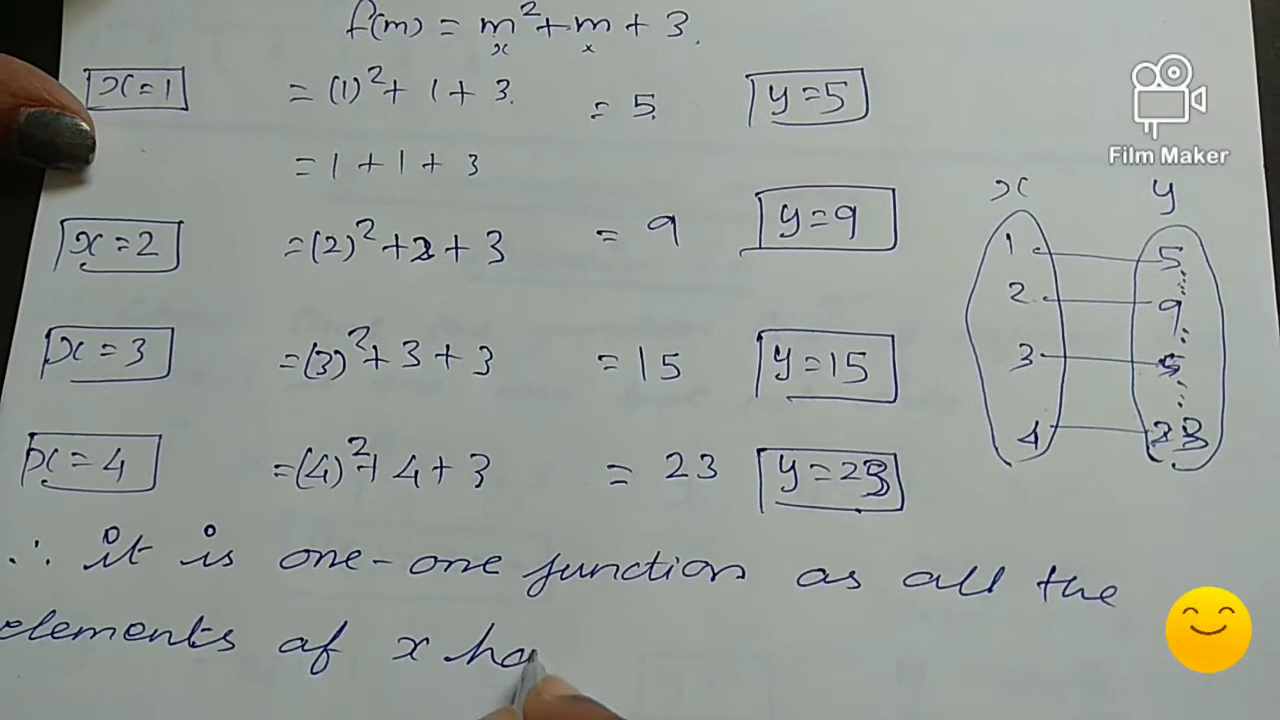 f(m) = m² + m + 3.
x x
x = 1 = (1)² + 1 + 3. = 5. y = 5
= 1 + 1 + 3
x = 2 = (2)² + 2 + 3 = 9 y = 9
x = 3 = (3)² + 3 + 3 = 15 y = 15
x = 4 = (4)² + 4 + 3 = 23 y = 23
∴ it is one-one function as all the
elements of x ha
Film Maker
x y
1 5
2 9
3
4 23